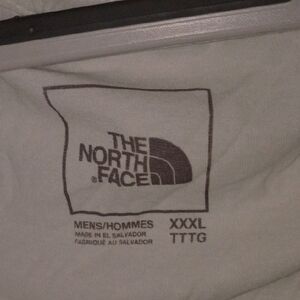 THE
NORTH
®FACE
MENS/HOMMES XXXL
MADE IN EL SALVADOR TTTG
FABRIQUÉ AU SALVADOR